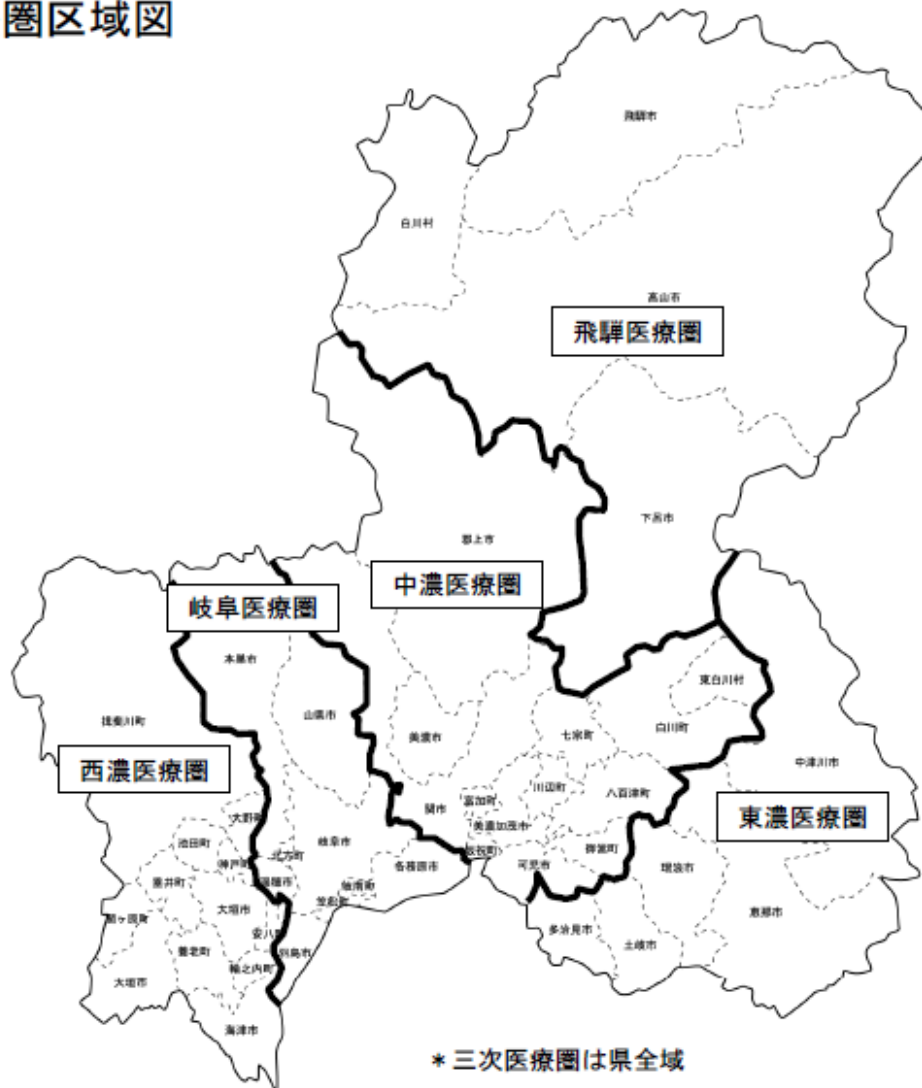 圏区域図
飛騨市
白川村
高山市
飛騨医療圏
下呂市
郡上市
中濃医療圏
岐阜医療圏
本巣市
東白川村
山県市
白川町
揖斐川町
美濃市
七宗町
西濃医療圏
中津川市
川辺町
八百津町
関市
富加町
東濃医療圏
大野町
美濃加茂市
池田町
岐阜市
坂祝町
御嵩町
神戸町
北方町
各務原市
可児市
瑞浪市
垂井町
瑞穂市
岐南町
笠松町
関ヶ原町
大垣市
恵那市
安八町
多治見市
養老町
羽島市
土岐市
輪之内町
大垣市
海津市
*三次医療圏は県全域